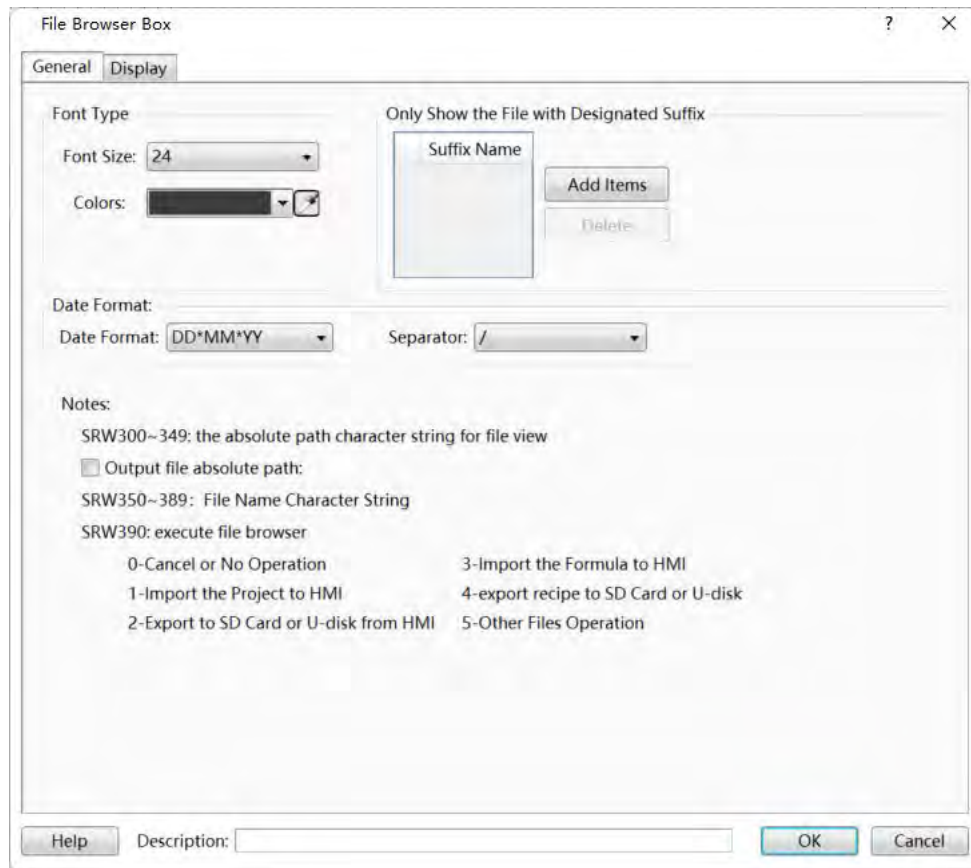 File Browser Box
General
Display
Font Type
Font Size: 24
Colors:
Only Show the File with Designated Suffix
Suffix Name
Add Items
Delete
Date Format:
Date Format: DD*MM*YY
Separator: /
Notes:
SRW300~349: the absolute path character string for file view
Output file absolute path:
SRW350~389: File Name Character String
SRW390: execute file browser
0-Cancel or No Operation
3-Import the Formula to HMI
1-Import the Project to HMI
4-export recipe to SD Card or U-disk
2-Export to SD Card or U-disk from HMI
5-Other Files Operation
Help
Description:
OK
Cancel